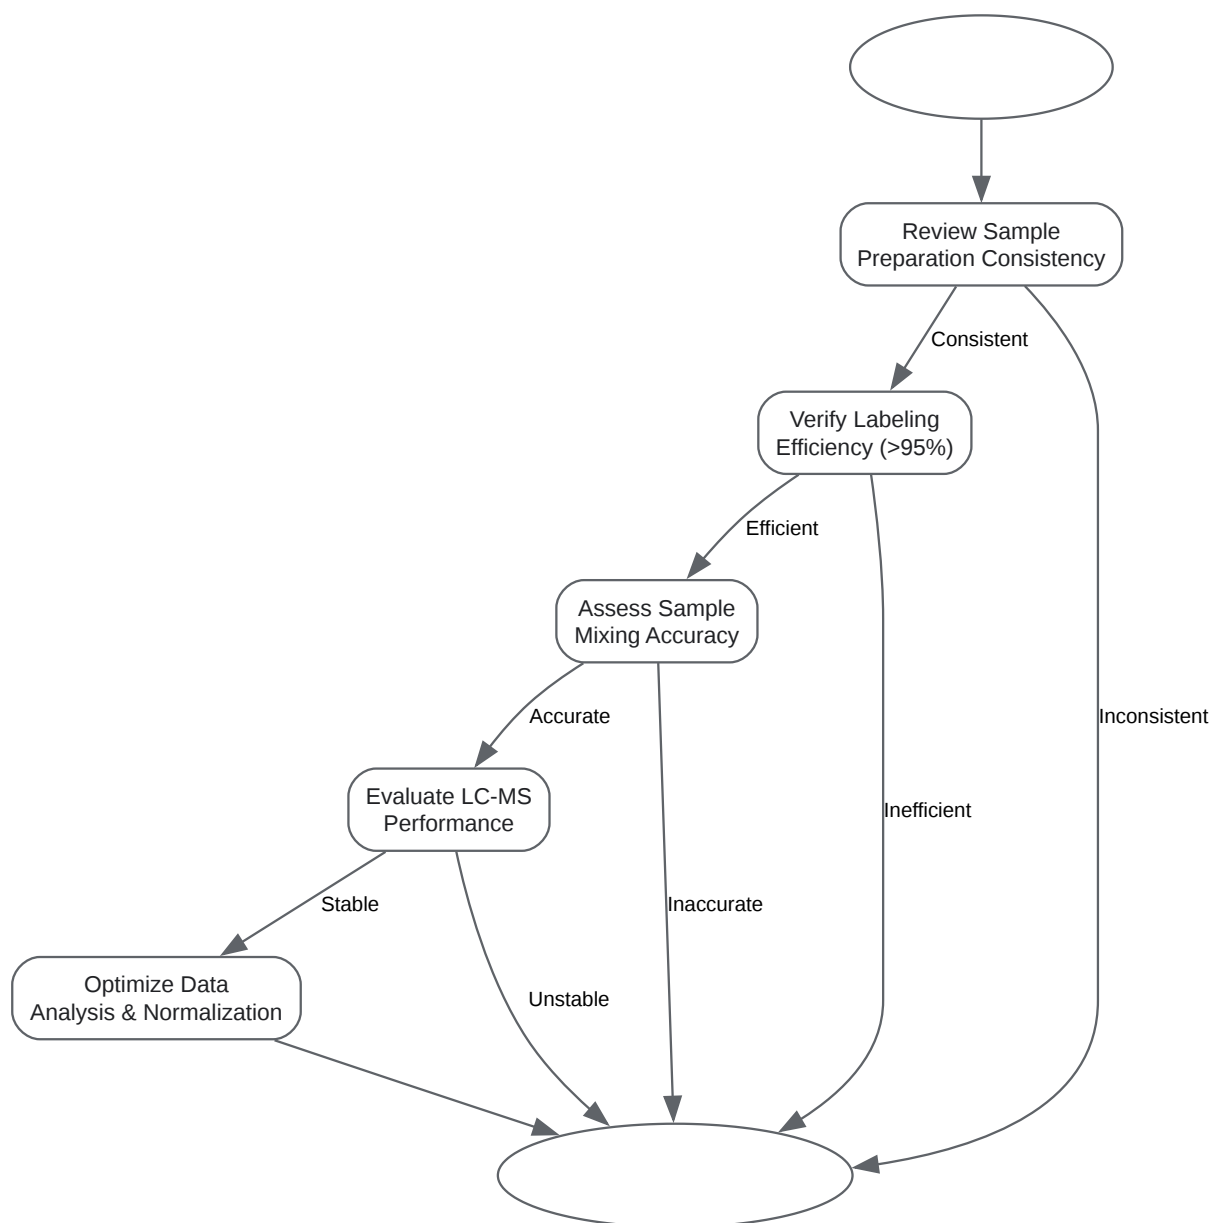 Review Sample
Preparation Consistency
Consistent
Verify Labeling
Efficiency (>95%)
Efficient
Assess Sample
Mixing Accuracy
Accurate
Inconsistent
Evaluate LC-MS
Performance
Inefficient
Stable
Inaccurate
Optimize Data
Analysis & Normalization
Unstable